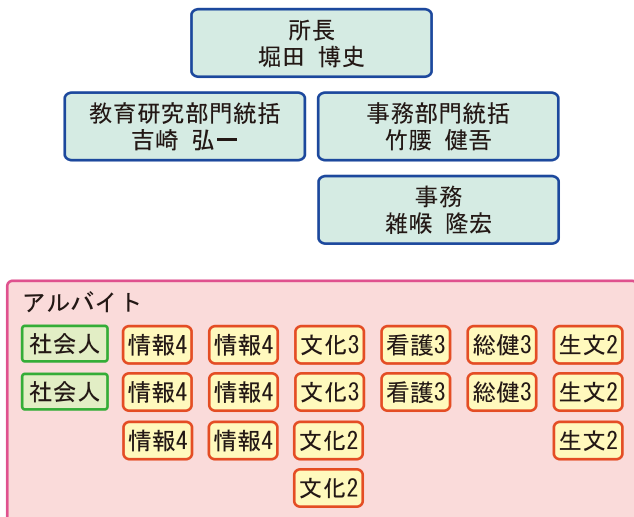 所長
堀田 博史
教育研究部門統括
吉崎 弘一
事務部門統括
竹腰 健吾
事務
雑喉 隆宏
アルバイト
社会人 情報4 情報4 文化3 看護3 総健3 生文2
社会人 情報4 情報4 文化3 看護3 総健3 生文2
情報4 情報4 文化2 生文2
文化2